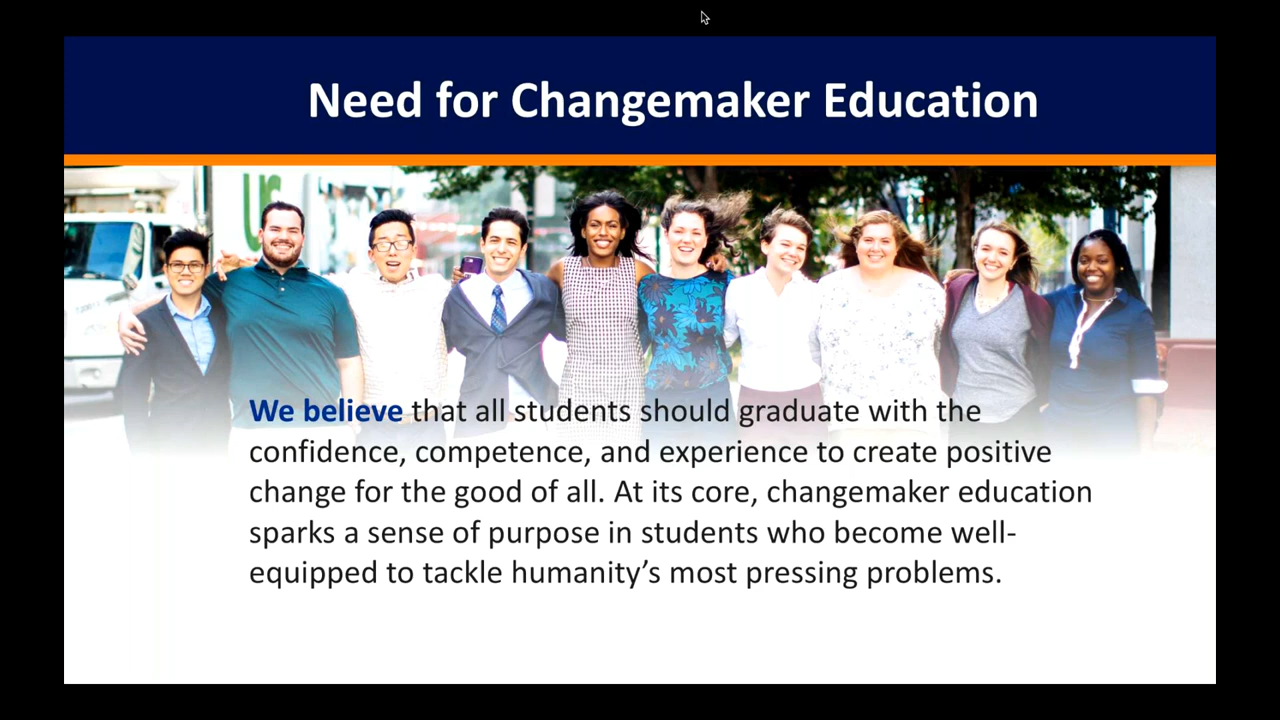 Need for Changemaker Education
We believe that all students should graduate with the
confidence, competence, and experience to create positive
change for the good of all. At its core, changemaker education
sparks a sense of purpose in students who become well-
equipped to tackle humanity’s most pressing problems.